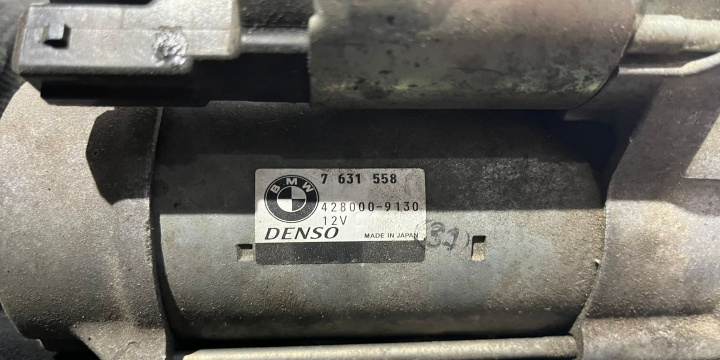 BMW
7 631 558
428000-9130
12V
DENSO MADE IN JAPAN